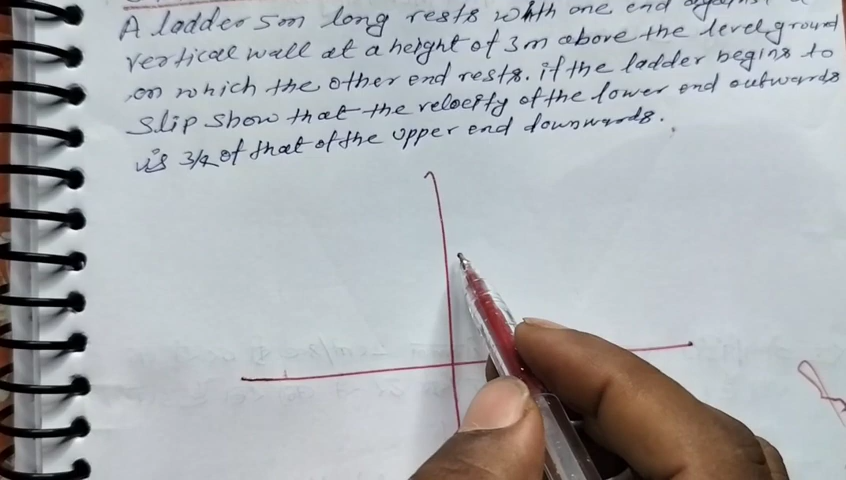 A ladder 5m long rests with one end against a
vertical wall at a height of 3m above the level ground
on which the other end rests. if the ladder begins to
slip show that the velocity of the lower end outwards
is 3/4 of that of the upper end downwards.